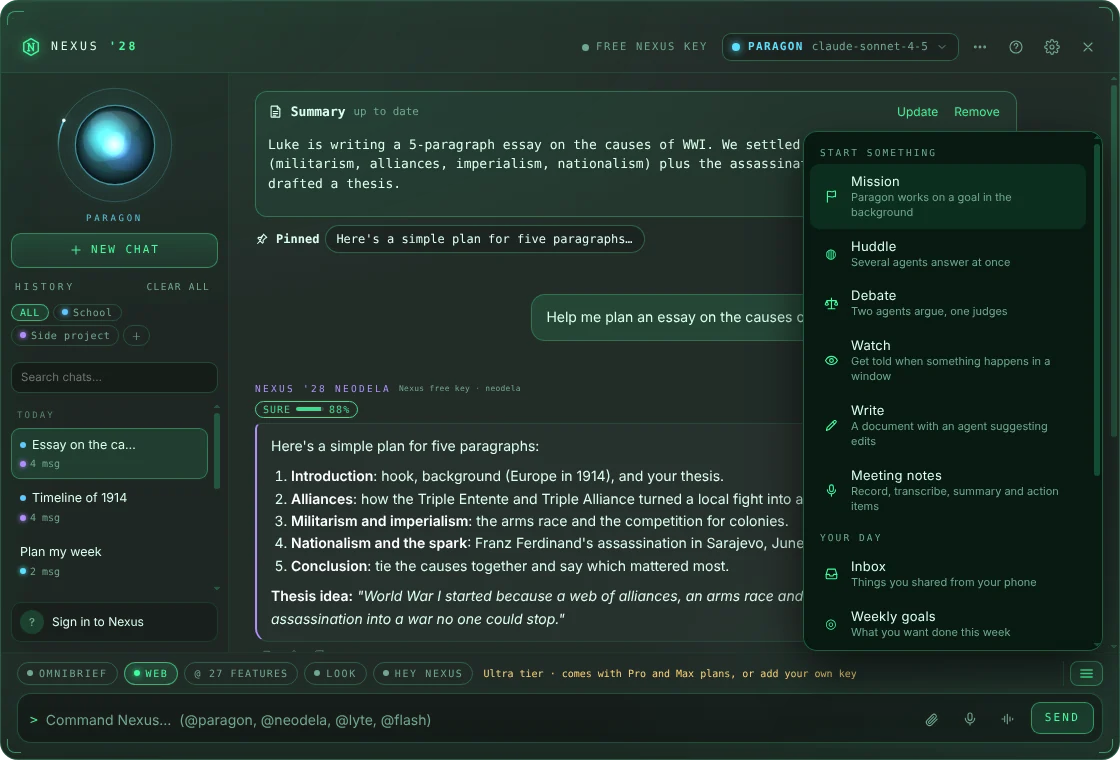 NEXUS '28
FREE NEXUS KEY
PARAGON claude-sonnet-4-5
PARAGON
+ NEW CHAT
HISTORY
CLEAR ALL
ALL
School
Side project
+
Search chats...
TODAY
Essay on the ca...
4 msg
Timeline of 1914
4 msg
Plan my week
2 msg
? Sign in to Nexus
Summary up to date
Update
Remove
Luke is writing a 5-paragraph essay on the causes of WWI. We settled
(militarism, alliances, imperialism, nationalism) plus the assassinat
drafted a thesis.
Pinned
Here's a simple plan for five paragraphs…
Help me plan an essay on the causes o
NEXUS '28 NEODELA Nexus free key · neodela
SURE 88%
Here's a simple plan for five paragraphs:
1. Introduction: hook, background (Europe in 1914), and your thesis.
2. Alliances: how the Triple Entente and Triple Alliance turned a local fight into a
3. Militarism and imperialism: the arms race and the competition for colonies.
4. Nationalism and the spark: Franz Ferdinand's assassination in Sarajevo, June
5. Conclusion: tie the causes together and say which mattered most.
Thesis idea: "World War I started because a web of alliances, an arms race and
assassination into a war no one could stop."
START SOMETHING
Mission
Paragon works on a goal in the
background
Huddle
Several agents answer at once
Debate
Two agents argue, one judges
Watch
Get told when something happens in a
window
Write
A document with an agent suggesting
edits
Meeting notes
Record, transcribe, summary and action
items
YOUR DAY
Inbox
Things you shared from your phone
Weekly goals
What you want done this week
OMNIBRIEF
WEB
@ 27 FEATURES
LOOK
HEY NEXUS
Ultra tier · comes with Pro and Max plans, or add your own key
> Command Nexus... (@paragon, @neodela, @lyte, @flash)
SEND